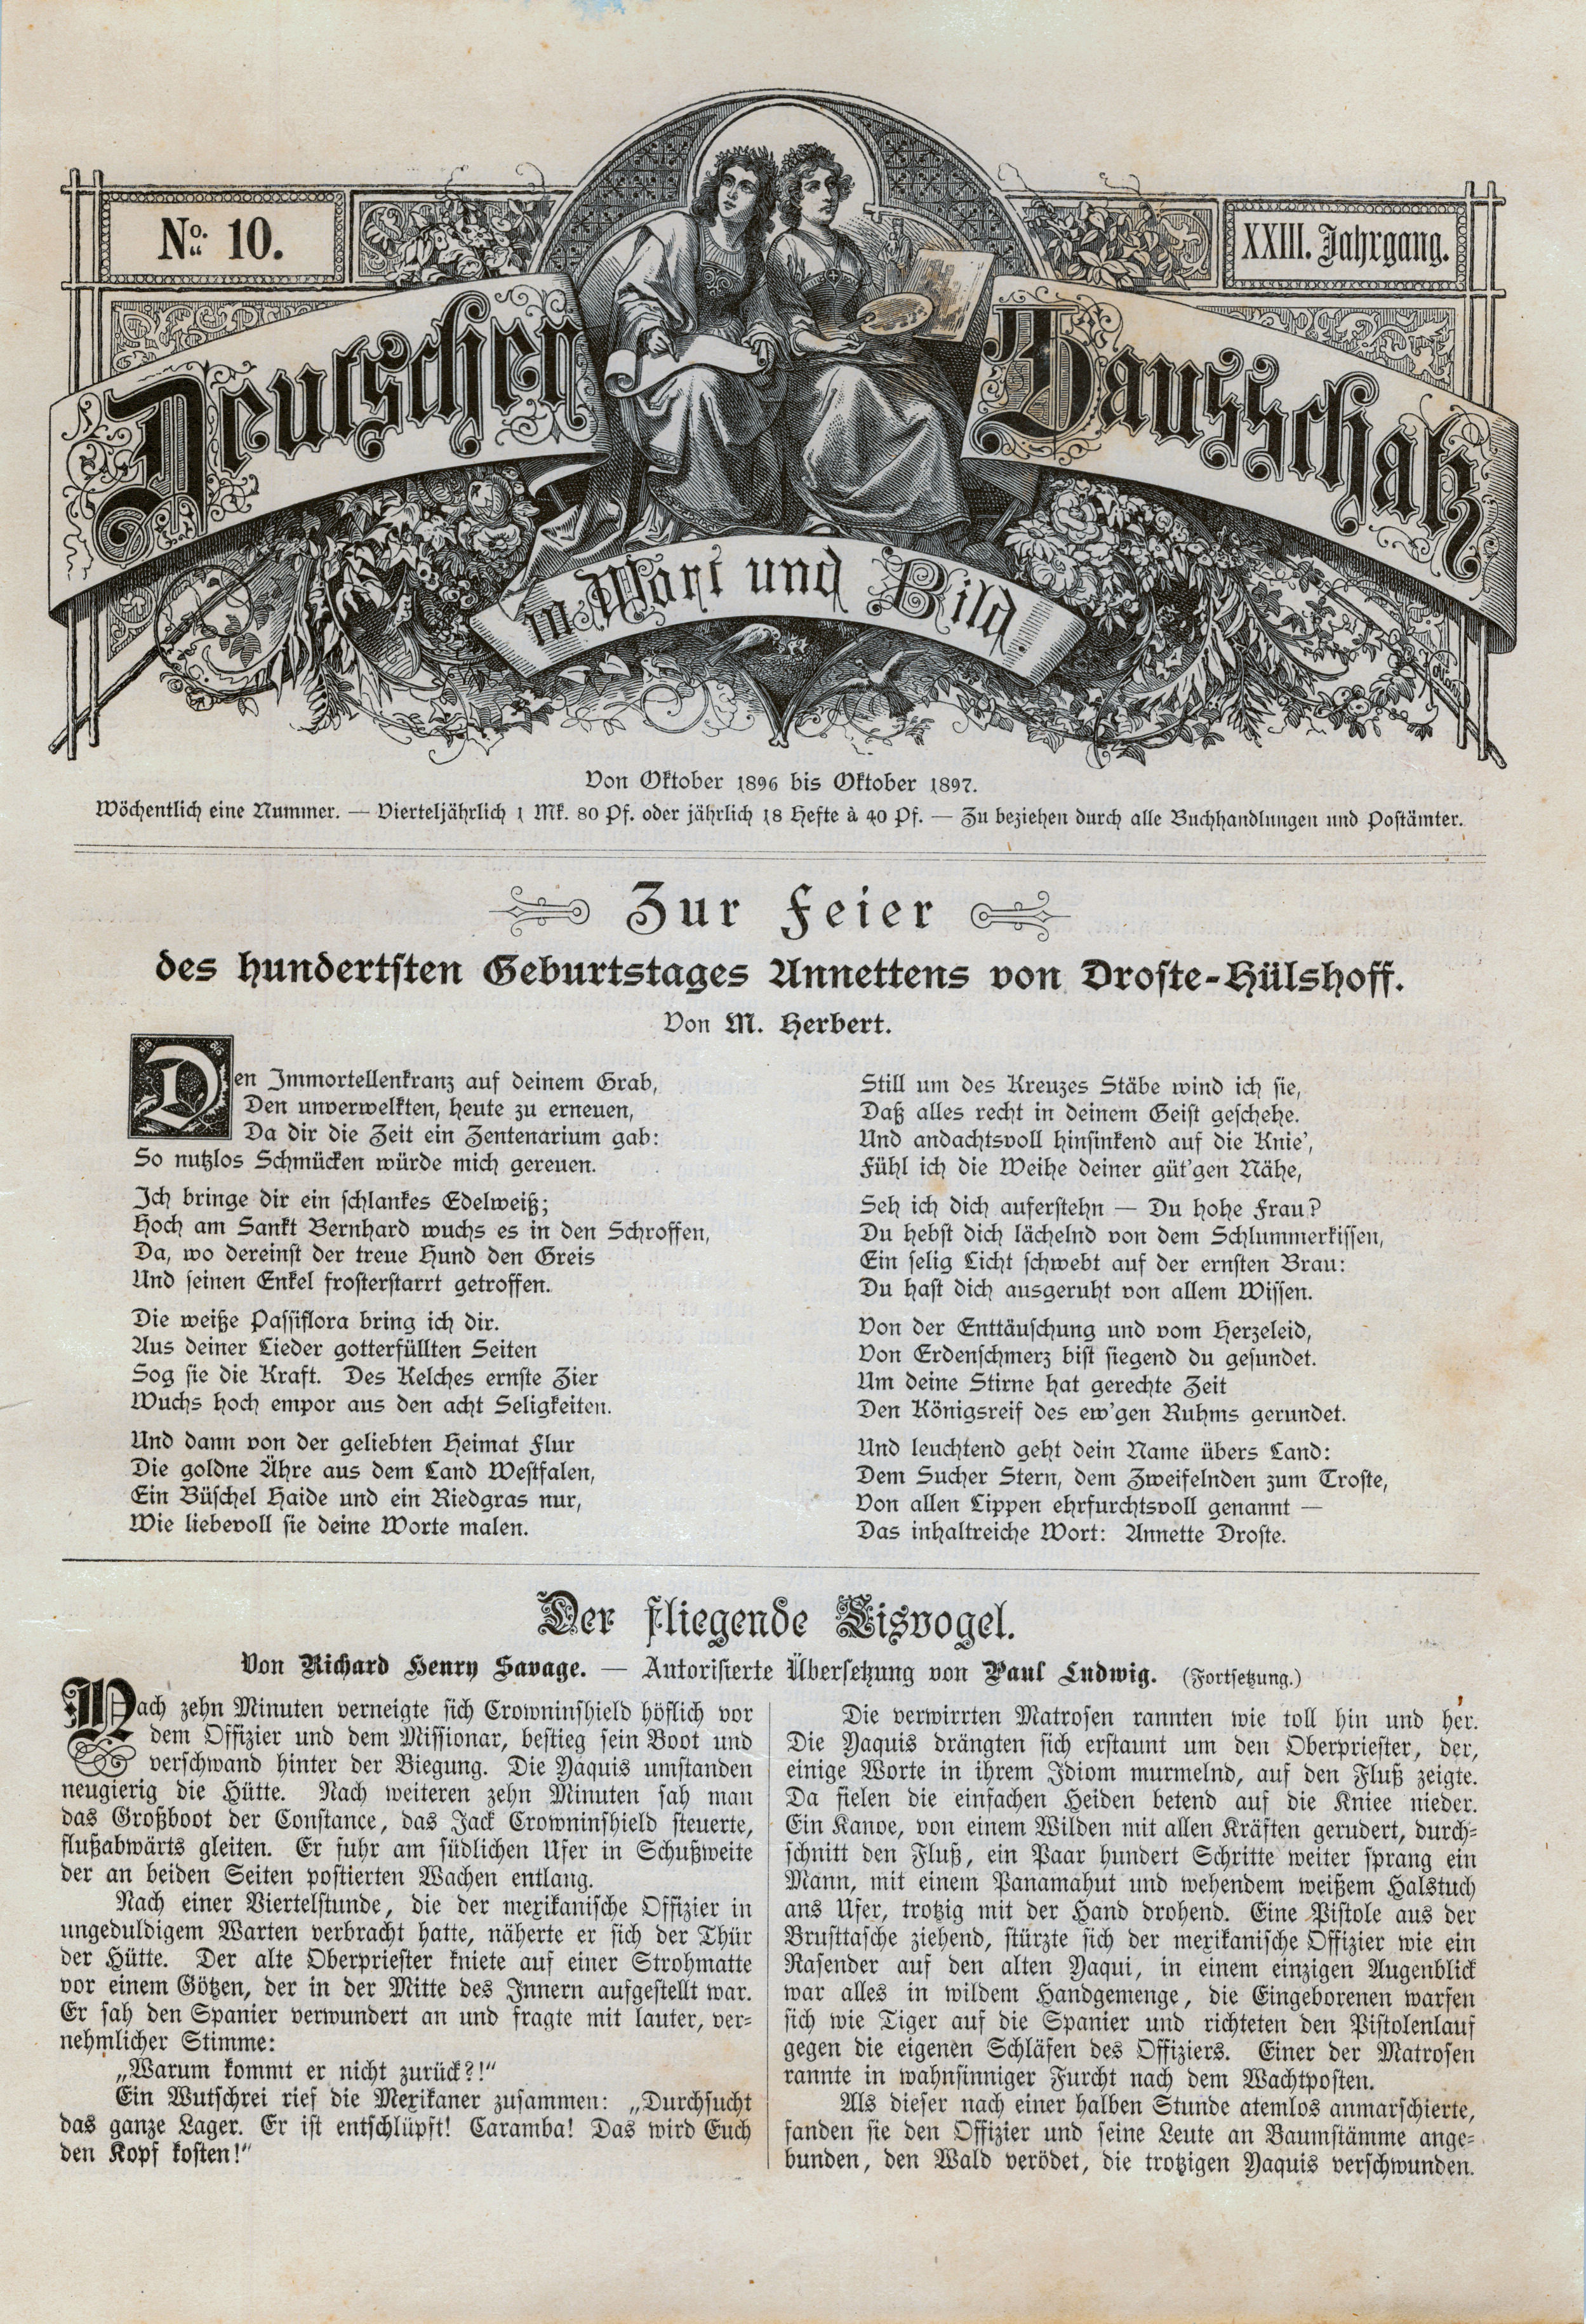 No. 10.
XXIII. Jahrgang.
Deutscher Hausschatz
in Wort und Bild.
Von Oktober 1896 bis Oktober 1897.
Wöchentlich eine Nummer. — Vierteljährlich 1 Mk. 80 Pf. oder jährlich 18 Hefte à 40 Pf. — Zu beziehen durch alle Buchhandlungen und Postämter.
Zur Feier
des hundertsten Geburtstages Annettens von Droste-Hülshoff.
Von M. Herbert.
Den Immortellenkranz auf deinem Grab,
Den unverwelkten, heute zu erneuen,
Da dir die Zeit ein Zentenarium gab:
So nutzlos Schmücken würde mich gereuen.
Ich bringe dir ein schlankes Edelweiß;
Hoch am Sankt Bernhard wuchs es in den Schroffen,
Da, wo dereinst der treue Hund den Greis
Und seinen Enkel frosterstarrt getroffen.
Die weiße Passiflora bring ich dir.
Aus deiner Lieder gotterfüllten Seiten
Sog sie die Kraft. Des Kelches ernste Zier
Wuchs hoch empor aus den acht Seligkeiten.
Und dann von der geliebten Heimat Flur
Die goldne Ähre aus dem Land Westfalen,
Ein Büschel Haide und ein Riedgras nur,
Wie liebevoll sie deine Worte malen.
Still um des Kreuzes Stäbe wind ich sie,
Daß alles recht in deinem Geist geschehe.
Und andachtsvoll hinsinkend auf die Knie',
Fühl ich die Weihe deiner güt'gen Nähe,
Seh ich dich auferstehn — Du hohe Frau?
Du hebst dich lächelnd von dem Schlummerkissen,
Ein selig Licht schwebt auf der ernsten Brau:
Du hast dich ausgeruht von allem Wissen.
Von der Enttäuschung und vom Herzeleid,
Von Erdenschmerz bist siegend du gesundet.
Um deine Stirne hat gerechte Zeit
Den Königsreif des ew'gen Ruhms gerundet.
Und leuchtend geht dein Name übers Land:
Dem Sucher Stern, dem Zweifelnden zum Troste,
Von allen Lippen ehrfurchtsvoll genannt —
Das inhaltreiche Wort: Annette Droste.
Der fliegende Eisvogel.
Von Richard Henry Savage. — Autorisierte Übersetzung von Paul Ludwig. (Fortsetzung.)
Nach zehn Minuten verneigte sich Crowninshield höflich vor
dem Offizier und dem Missionar, bestieg sein Boot und
verschwand hinter der Biegung. Die Yaquis umstanden
neugierig die Hütte. Nach weiteren zehn Minuten sah man
das Großboot der Constance, das Jack Crowninshield steuerte,
flußabwärts gleiten. Er fuhr am südlichen Ufer in Schußweite
der an beiden Seiten postierten Wachen entlang.
Nach einer Viertelstunde, die der mexikanische Offizier in
ungeduldigem Warten verbracht hatte, näherte er sich der Thür
der Hütte. Der alte Oberpriester kniete auf einer Strohmatte
vor einem Götzen, der in der Mitte des Innern aufgestellt war.
Er sah den Spanier verwundert an und fragte mit lauter, ver-
nehmlicher Stimme:
„Warum kommt er nicht zurück?!“
Ein Wutschrei rief die Mexikaner zusammen: „Durchsucht
das ganze Lager. Er ist entschlüpft! Caramba! Das wird Euch
den Kopf kosten!“
Die verwirrten Matrosen rannten wie toll hin und her.
Die Yaquis drängten sich erstaunt um den Oberpriester, der,
einige Worte in ihrem Idiom murmelnd, auf den Fluß zeigte.
Da fielen die einfachen Heiden betend auf die Kniee nieder.
Ein Kanoe, von einem Wilden mit allen Kräften gerudert, durch-
schnitt den Fluß, ein Paar hundert Schritte weiter sprang ein
Mann, mit einem Panamahut und wehendem weißem Halstuch
ans Ufer, trotzig mit der Hand drohend. Eine Pistole aus der
Brusttasche ziehend, stürzte sich der mexikanische Offizier wie ein
Rasender auf den alten Yaqui, in einem einzigen Augenblick
war alles in wildem Handgemenge, die Eingeborenen warfen
sich wie Tiger auf die Spanier und richteten den Pistolenlauf
gegen die eigenen Schläfen des Offiziers. Einer der Matrosen
rannte in wahnsinniger Furcht nach dem Wachtposten.
Als dieser nach einer halben Stunde atemlos anmarschierte,
fanden sie den Offizier und seine Leute an Baumstämme ange-
bunden, den Wald verödet, die trotzigen Yaquis verschwunden.